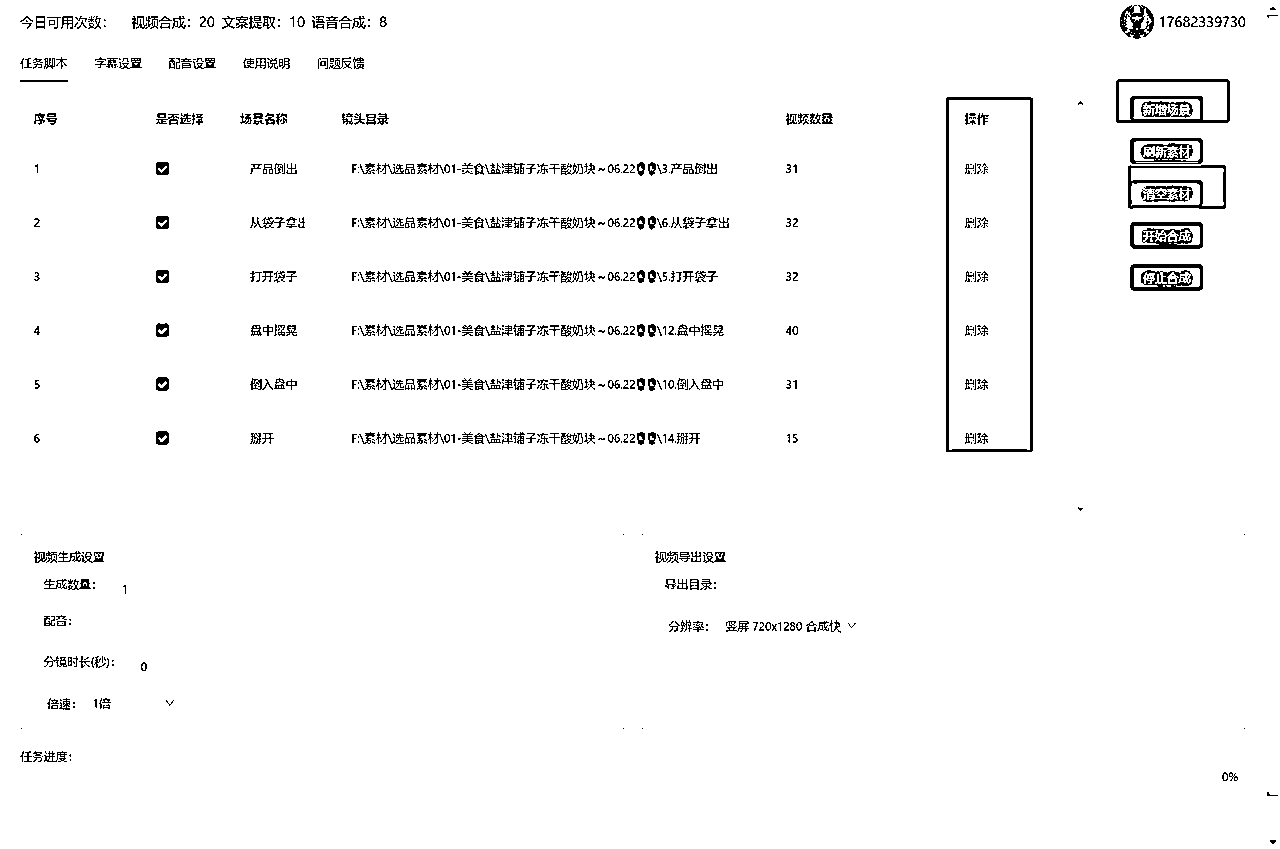 今日可用次数： 视频合成：20 文案提取：10 语音合成：8
17682339730
任务脚本 字幕设置 配音设置 使用说明 问题反馈
序号 是否选择 场景名称 镜头目录 视频数量 操作
新增场景
1 产品倒出 F:\素材\选品素材\01-美食\盐津铺子冻干酸奶块~06.22\3.产品倒出 31 删除
刷新素材
清空素材
2 从袋子拿出 F:\素材\选品素材\01-美食\盐津铺子冻干酸奶块~06.22\6.从袋子拿出 32 删除
开始合成
3 打开袋子 F:\素材\选品素材\01-美食\盐津铺子冻干酸奶块~06.22\5.打开袋子 32 删除
停止合成
4 盘中摇晃 F:\素材\选品素材\01-美食\盐津铺子冻干酸奶块~06.22\12.盘中摇晃 40 删除
5 倒入盘中 F:\素材\选品素材\01-美食\盐津铺子冻干酸奶块~06.22\10.倒入盘中 31 删除
6 掰开 F:\素材\选品素材\01-美食\盐津铺子冻干酸奶块~06.22\14.掰开 15 删除
视频生成设置
生成数量： 1
配音：
分镜时长(秒)： 0
倍速： 1倍
视频导出设置
导出目录：
分辨率： 竖屏 720x1280 合成快
任务进度：
0%